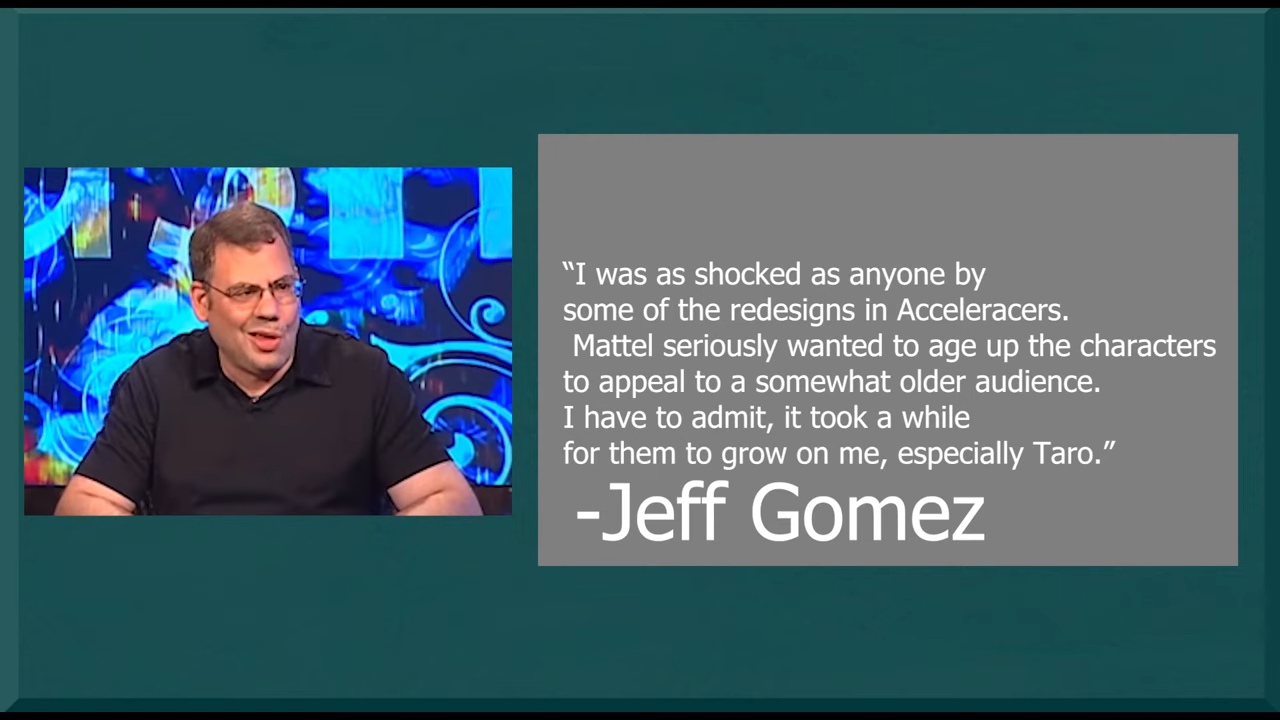 “I was as shocked as anyone by
some of the redesigns in Acceleracers.
Mattel seriously wanted to age up the characters
to appeal to a somewhat older audience.
I have to admit, it took a while
for them to grow on me, especially Taro.”
-Jeff Gomez